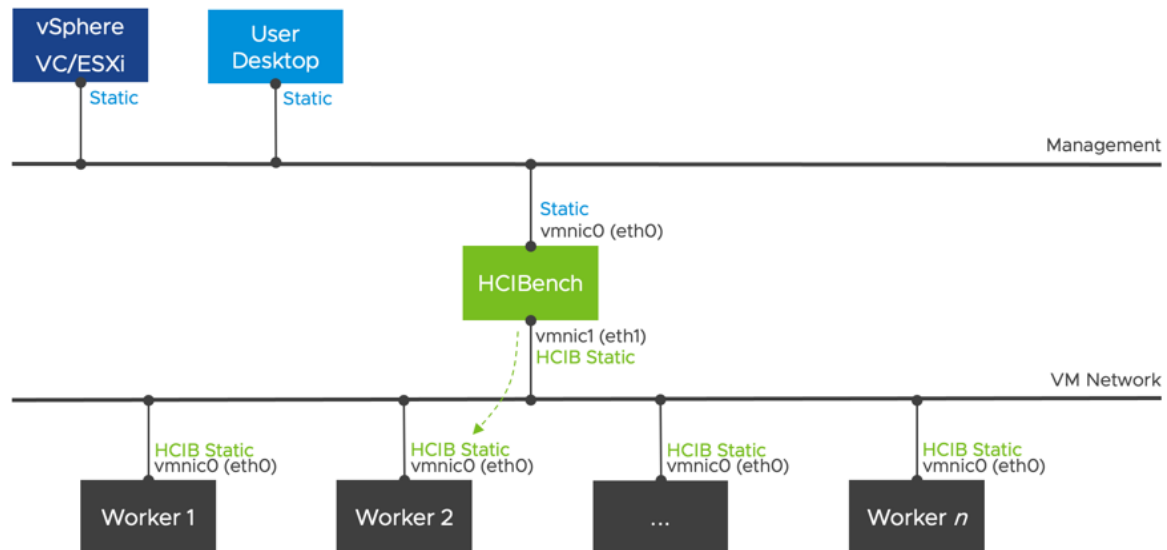 vSphere
VC/ESXi
User
Desktop
Static
Static
Management
Static
vmnic0 (eth0)
HCIBench
vmnic1 (eth1)
HCIB Static
VM Network
HCIB Static
vmnic0 (eth0)
HCIB Static
vmnic0 (eth0)
HCIB Static
vmnic0 (eth0)
HCIB Static
vmnic0 (eth0)
Worker 1
Worker 2
...
Worker n